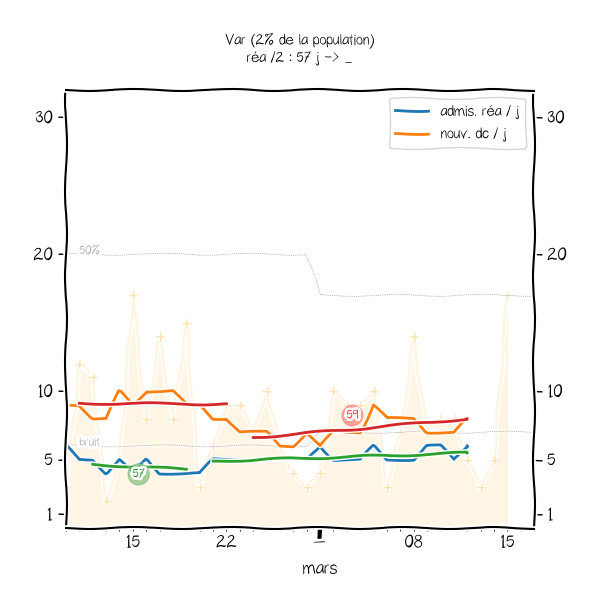 Var (2% de la population)
réa /2 : 57 j -> _
admis. réa / j
nouv. dc / j
30 30
50%
20 20
10 10
59
bruit
5 5
57
1 1
15 22 1 08 15
mars